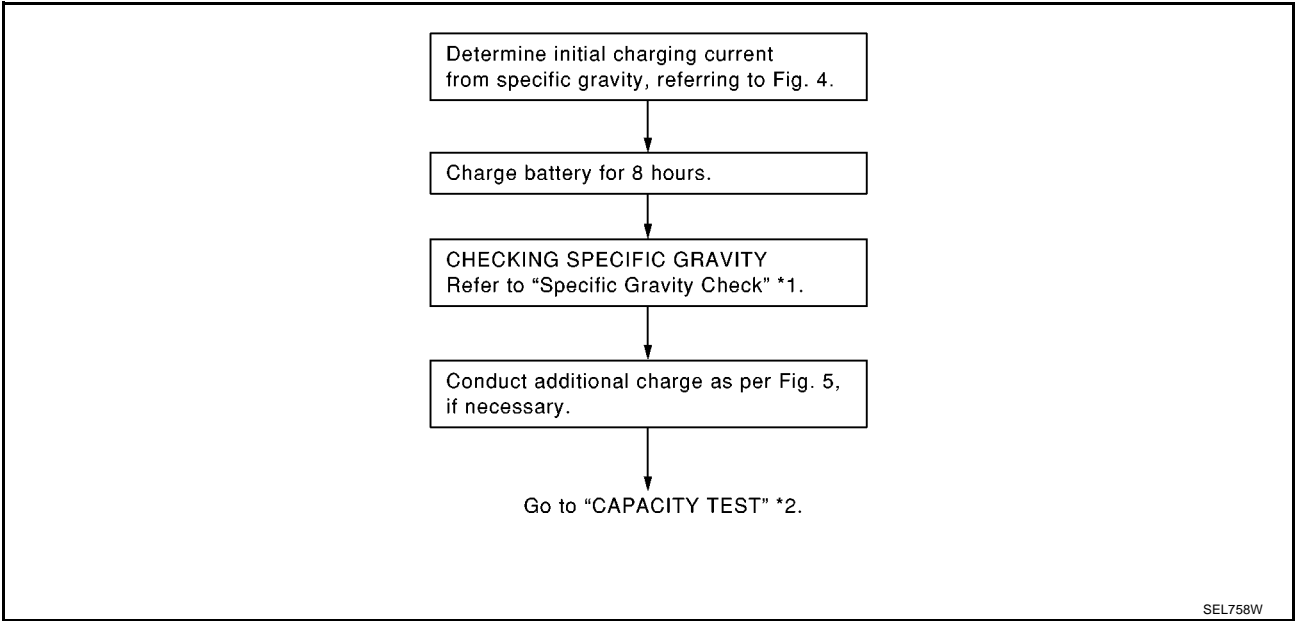 Determine initial charging current
from specific gravity, referring to Fig. 4.
Charge battery for 8 hours.
CHECKING SPECIFIC GRAVITY
Refer to “Specific Gravity Check” *1.
Conduct additional charge as per Fig. 5,
if necessary.
Go to “CAPACITY TEST” *2.
SEL758W